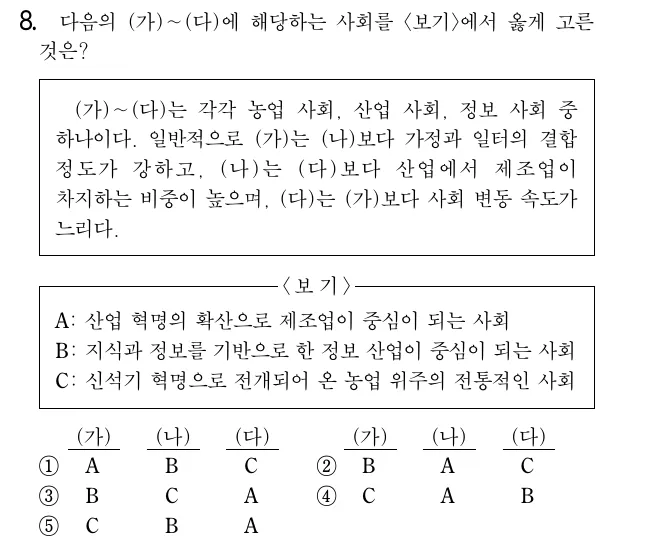 8. 다음의 (가)~(다)에 해당하는 사회를 <보기>에서 옳게 고른
것은?
(가)~(다)는 각각 농업 사회, 산업 사회, 정보 사회 중
하나이다. 일반적으로 (가)는 (나)보다 가정과 일터의 결합
정도가 강하고, (나)는 (다)보다 산업에서 제조업이
차지하는 비중이 높으며, (다)는 (가)보다 사회 변동 속도가
느리다.
<보 기>
A: 산업 혁명의 확산으로 제조업이 중심이 되는 사회
B: 지식과 정보를 기반으로 한 정보 산업이 중심이 되는 사회
C: 신석기 혁명으로 전개되어 온 농업 위주의 전통적인 사회
(가) (나) (다) (가) (나) (다)
① A B C ② B A C
③ B C A ④ C A B
⑤ C B A